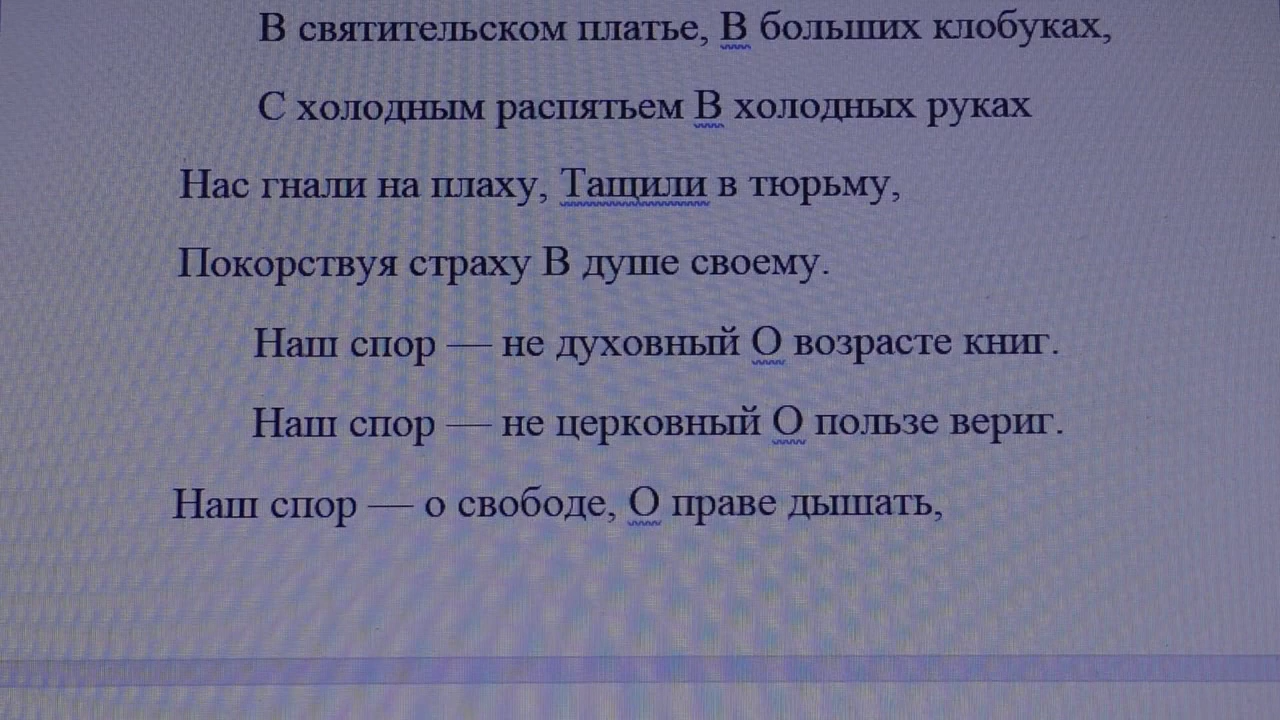 В святительском платье, В больших клобуках,
С холодным распятьем В холодных руках
Нас гнали на плаху, Тащили в тюрьму,
Покорствуя страху В душе своему.
Наш спор — не духовный О возрасте книг.
Наш спор — не церковный О пользе вериг.
Наш спор — о свободе, О праве дышать,